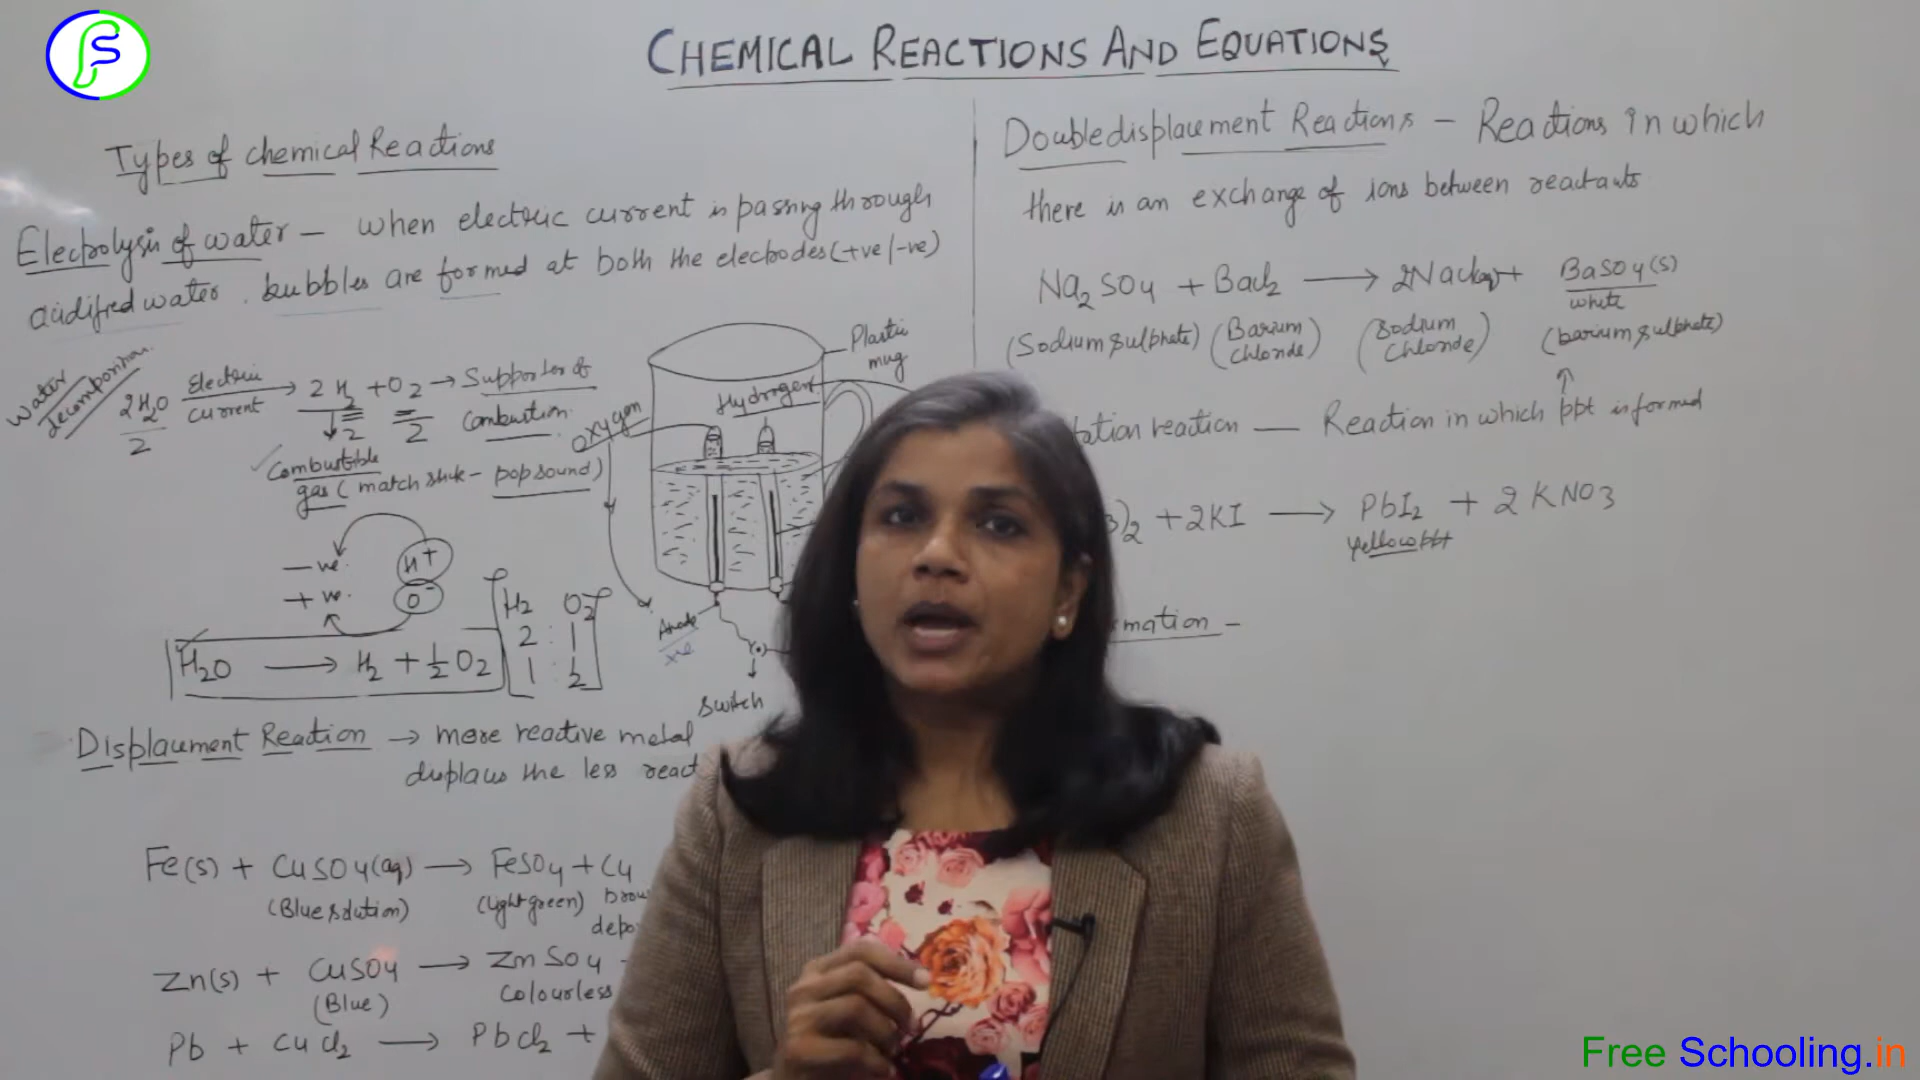 FS
CHEMICAL REACTIONS AND EQUATIONS
Types of chemical Reactions
Electrolysis of water – when electric current is passing through
acidified water. bubbles are formed at both the electrodes (+ve/-ve)
Water
decomposition.
2H2O Electric current → 2H2 + O2 → Supporter of
Combustion.
2 2 2
Combustible
gas (match stick – pop sound)
Plastic
mug
Hydrogen
Oxygen
– ve. H+
+ ve. O-
H2 O2
2 : 1
1 : 1/2
H2O → H2 + 1/2 O2
Anode
+ve
Switch
Displacement Reaction → more reactive metal
displaces the less react
Fe(s) + CuSO4(aq) → FeSO4 + Cu
(Blue solution) (light green)
Zn(s) + CuSO4 → ZnSO4
(Blue) Colourless
Pb + CuCl2 → PbCl2 +
Double displacement Reactions – Reactions in which
there is an exchange of ions between reactants
Na2SO4 + BaCl2 → 2NaCl + BaSO4(s)
white
(Sodium sulphate) (Barium chloride) (Sodium chloride) (barium sulphate)
tation reaction — Reaction in which ppt is formed
3)2 + 2KI → PbI2 + 2KNO3
Yellow ppt
mation –
Free Schooling.in